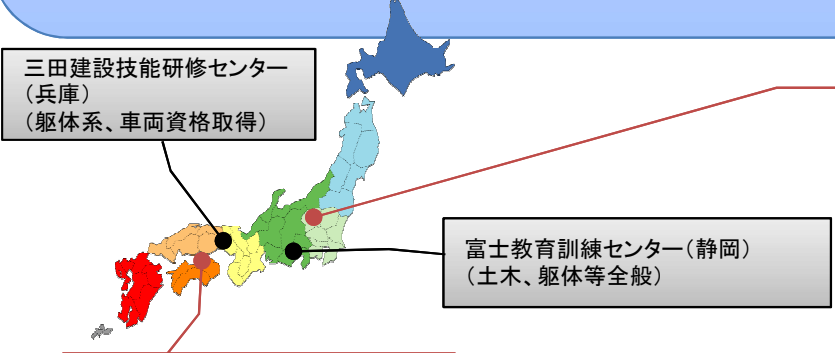 三田建設技能研修センター
（兵庫）
（躯体系、車両資格取得）
富士教育訓練センター（静岡）
（土木、躯体等全般）